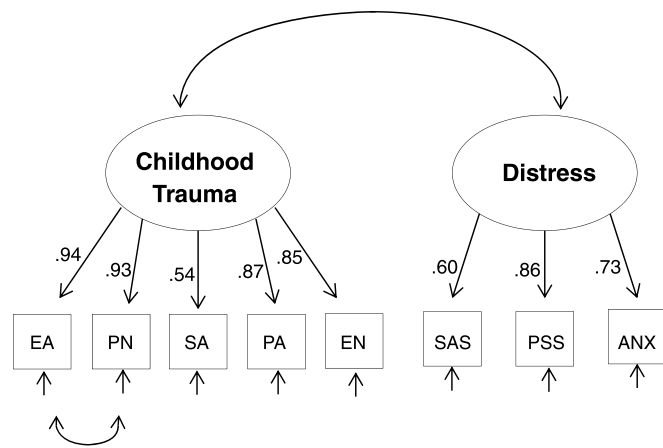 Childhood
Trauma
Distress
.94
.93
.54
.87
.85
.60
.86
.73
EA
PN
SA
PA
EN
SAS
PSS
ANX